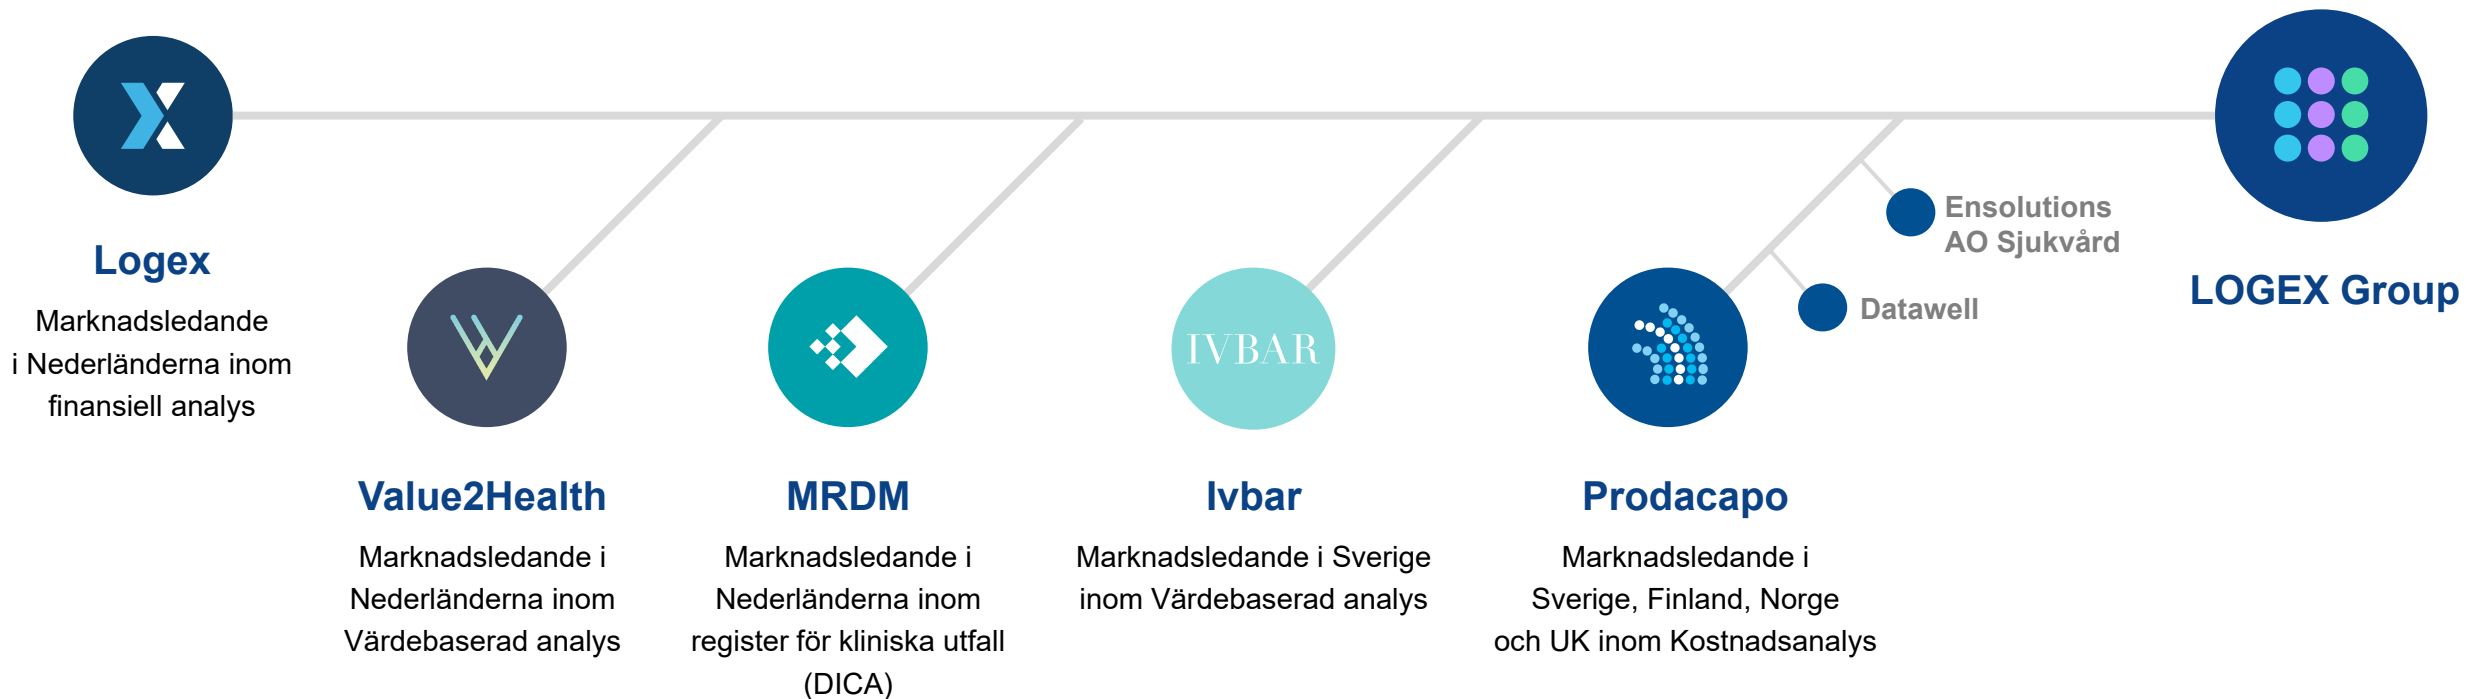 Logex
Marknadsledande
i Nederländerna inom
finansiell analys
Value2Health
Marknadsledande i
Nederländerna inom
Värdebaserad analys
MRDM
Marknadsledande i
Nederländerna inom
register för kliniska utfall
(DICA)
IVBAR
Ivbar
Marknadsledande i Sverige
inom Värdebaserad analys
Prodacapo
Marknadsledande i
Sverige, Finland, Norge
och UK inom Kostnadsanalys
Ensolutions
AO Sjukvård
Datawell
LOGEX Group